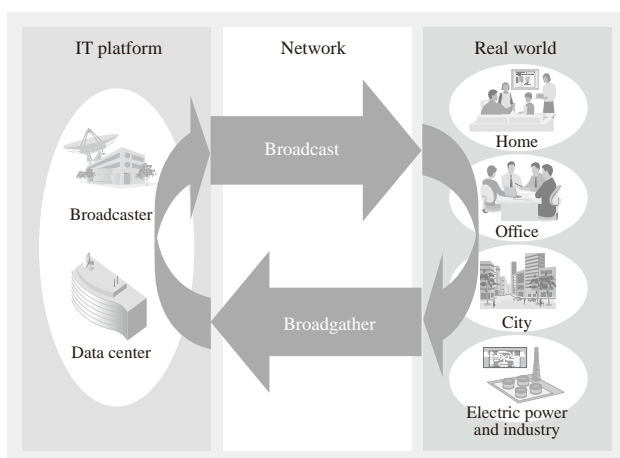 IT platform
Network
Real world
Broadcaster
Data center
Broadcast
Broadgather
Home
Office
City
Electric power
and industry